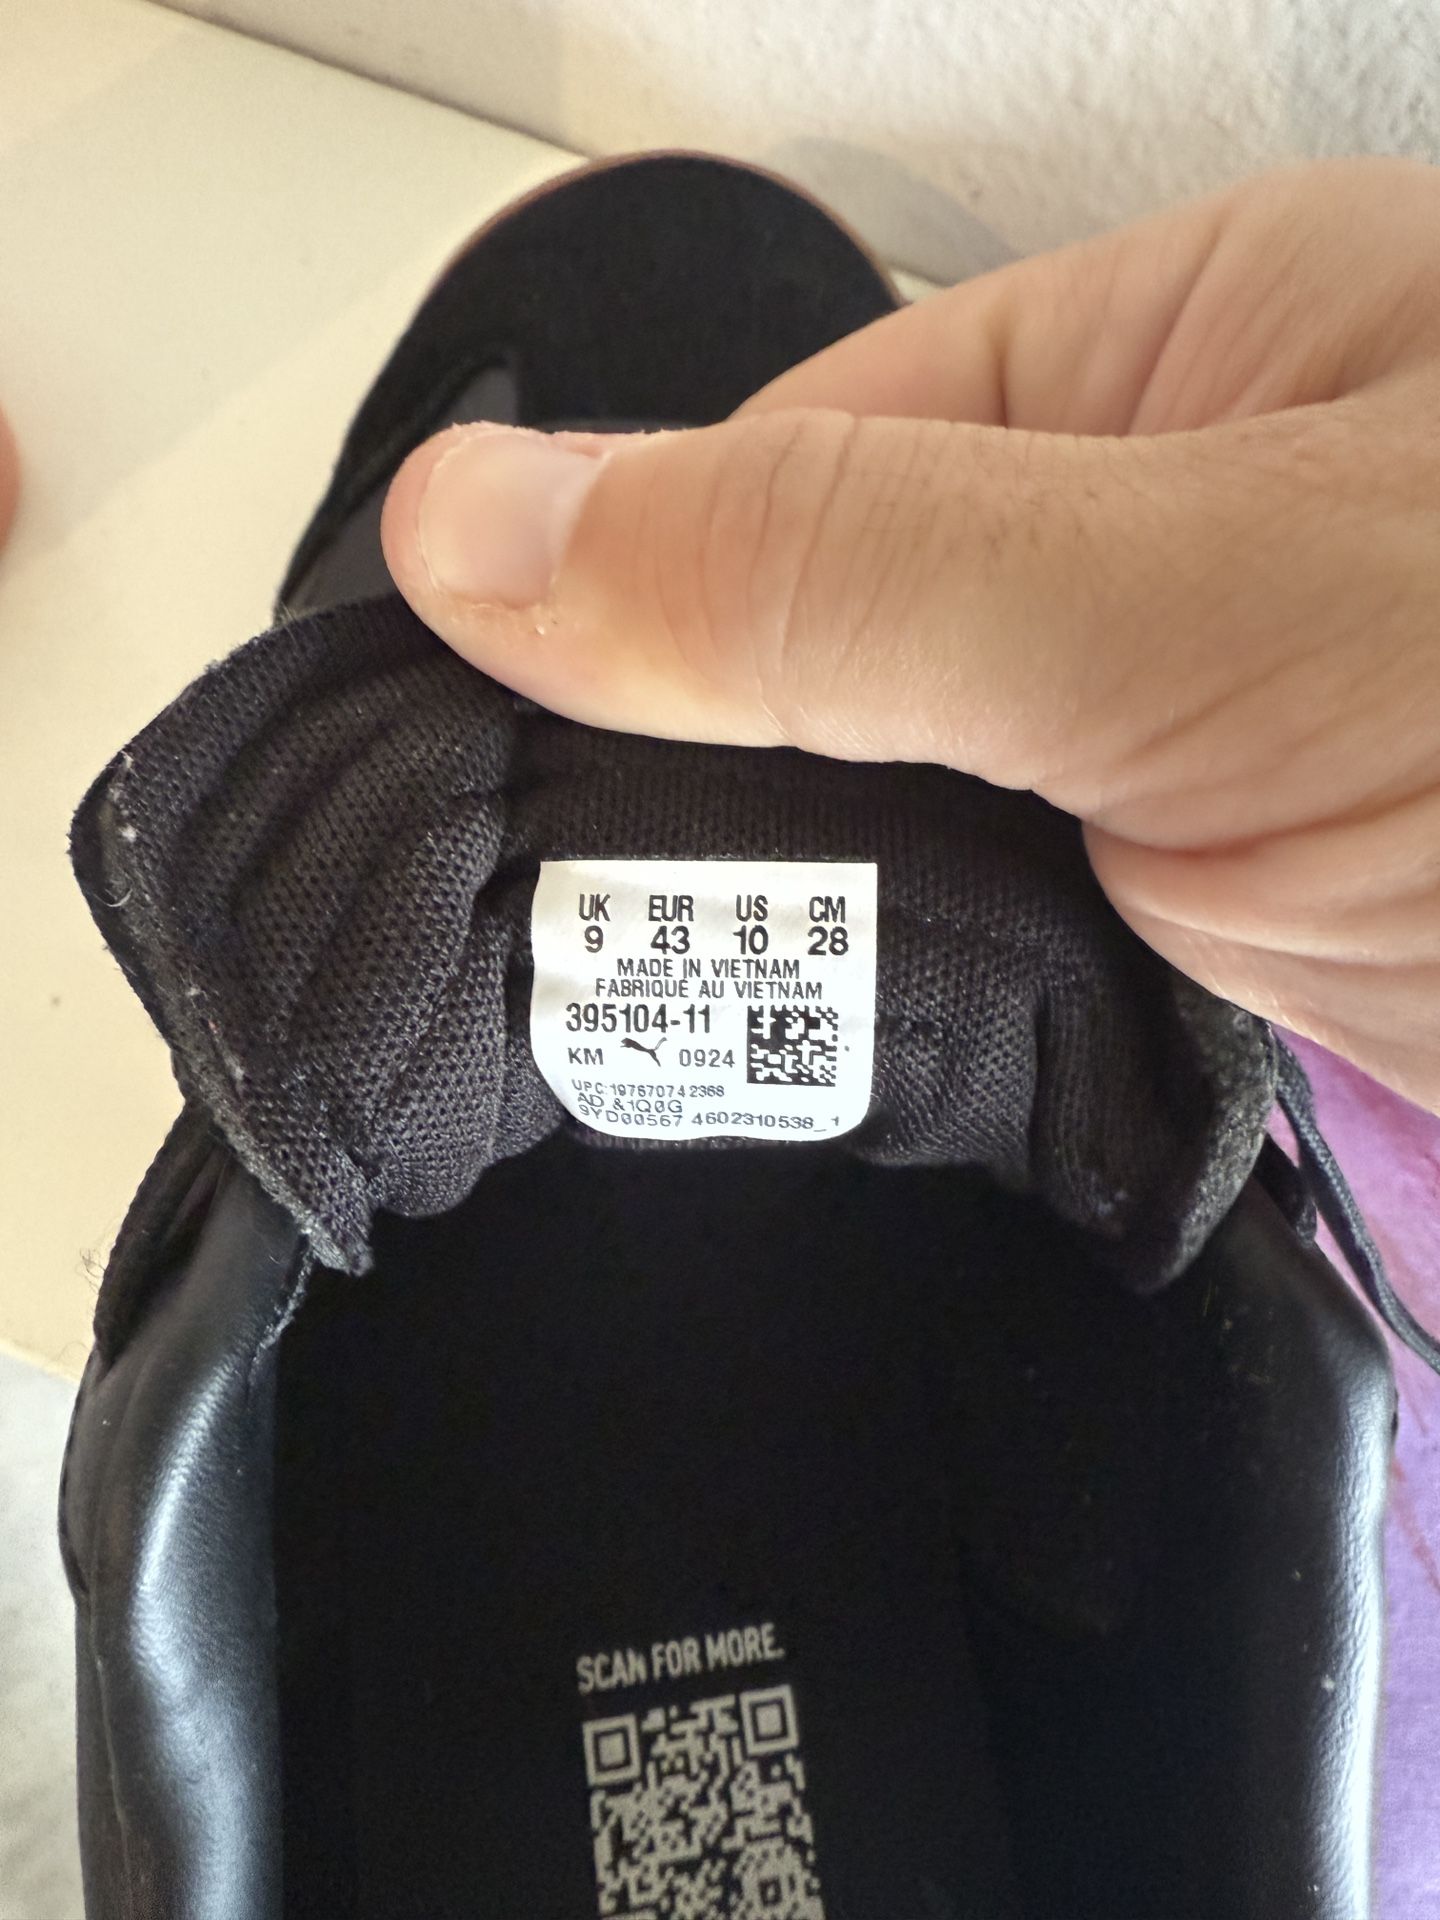 UK EUR US CM
9 43 10 28
MADE IN VIETNAM
FABRIQUE AU VIETNAM
395104-11
KM 0924
UPC:197670742368
AD &1Q0G
9YD00567 4602310538_1
SCAN FOR MORE.